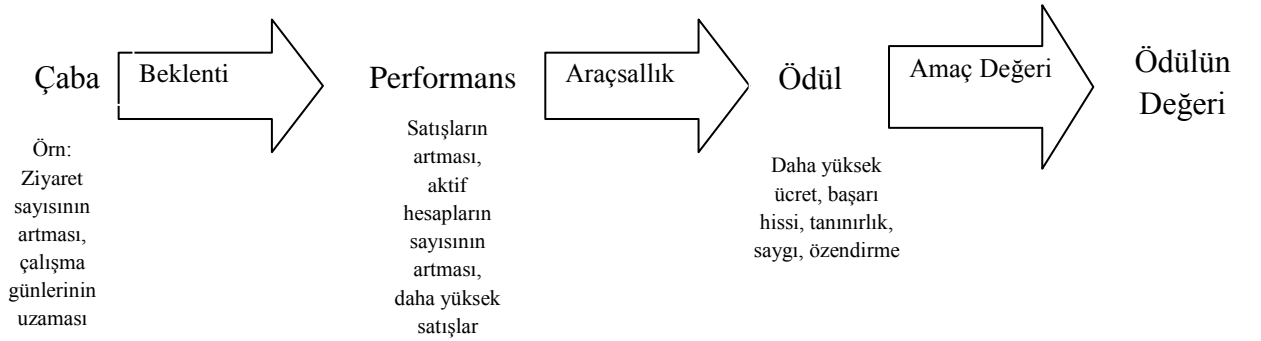 Çaba
Beklenti
Performans
Araçsallık
Ödül
Amaç Değeri
Ödülün
Değeri
Örn:
Ziyaret
sayısının
artması,
çalışma
günlerinin
uzaması
Satışların
artması,
aktif
hesapların
sayısının
artması,
daha yüksek
satışlar
Daha yüksek
ücret, başarı
hissi, tanınırlık,
saygı, özendirme